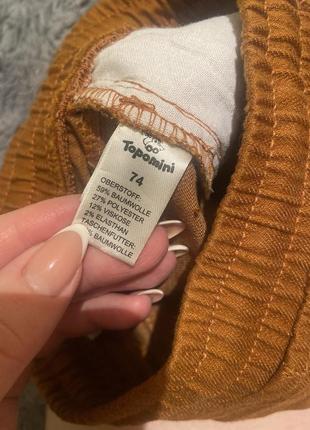 Topomini
74
OBERSTOFF:
59% BAUMWOLLE
27% POLYESTER
12% VISKOSE
2% ELASTHAN
TASCHENFUTTER:
BAUMWOLLE